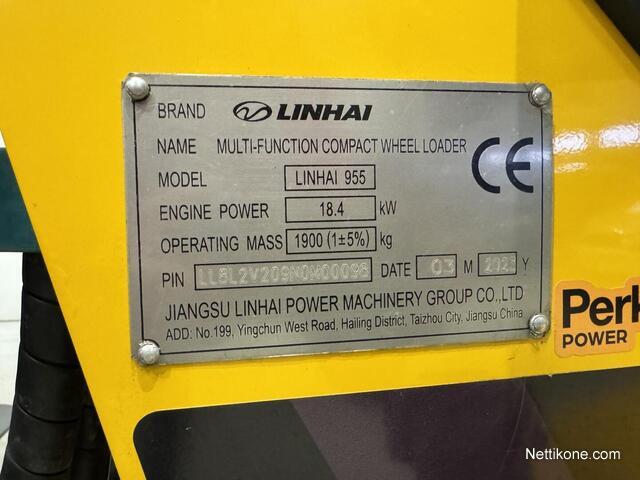 BRAND LINHAI
NAME MULTI-FUNCTION COMPACT WHEEL LOADER
MODEL LINHAI 955
ENGINE POWER 18.4 kW
OPERATING MASS 1900 (1±5%) kg
PIN DATE 03 M Y
JIANGSU LINHAI POWER MACHINERY GROUP CO.,LTD
ADD: No.199, Yingchun West Road, Hailing District, Taizhou City, Jiangsu China
CE
Perk
POWER
Nettikone.com